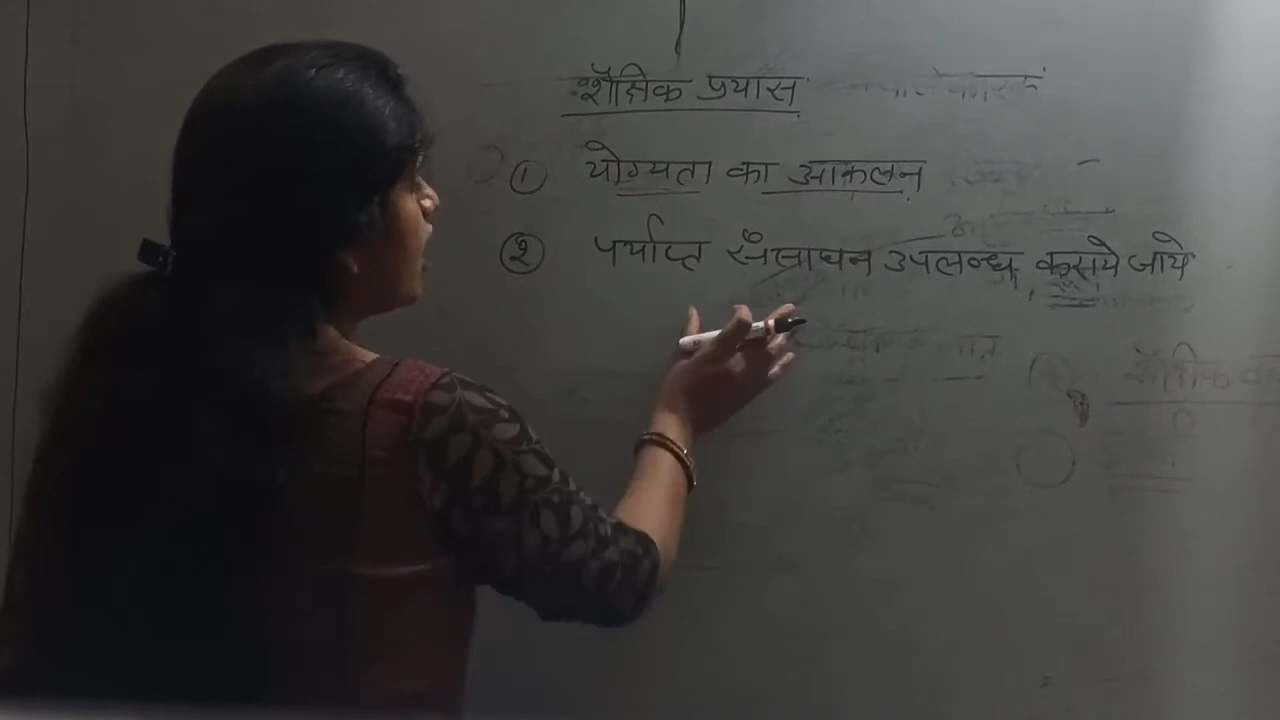 शैक्षिक प्रयास
① योग्यता का आकलन
② पर्याप्त संसाधन उपलब्ध कराये जाये